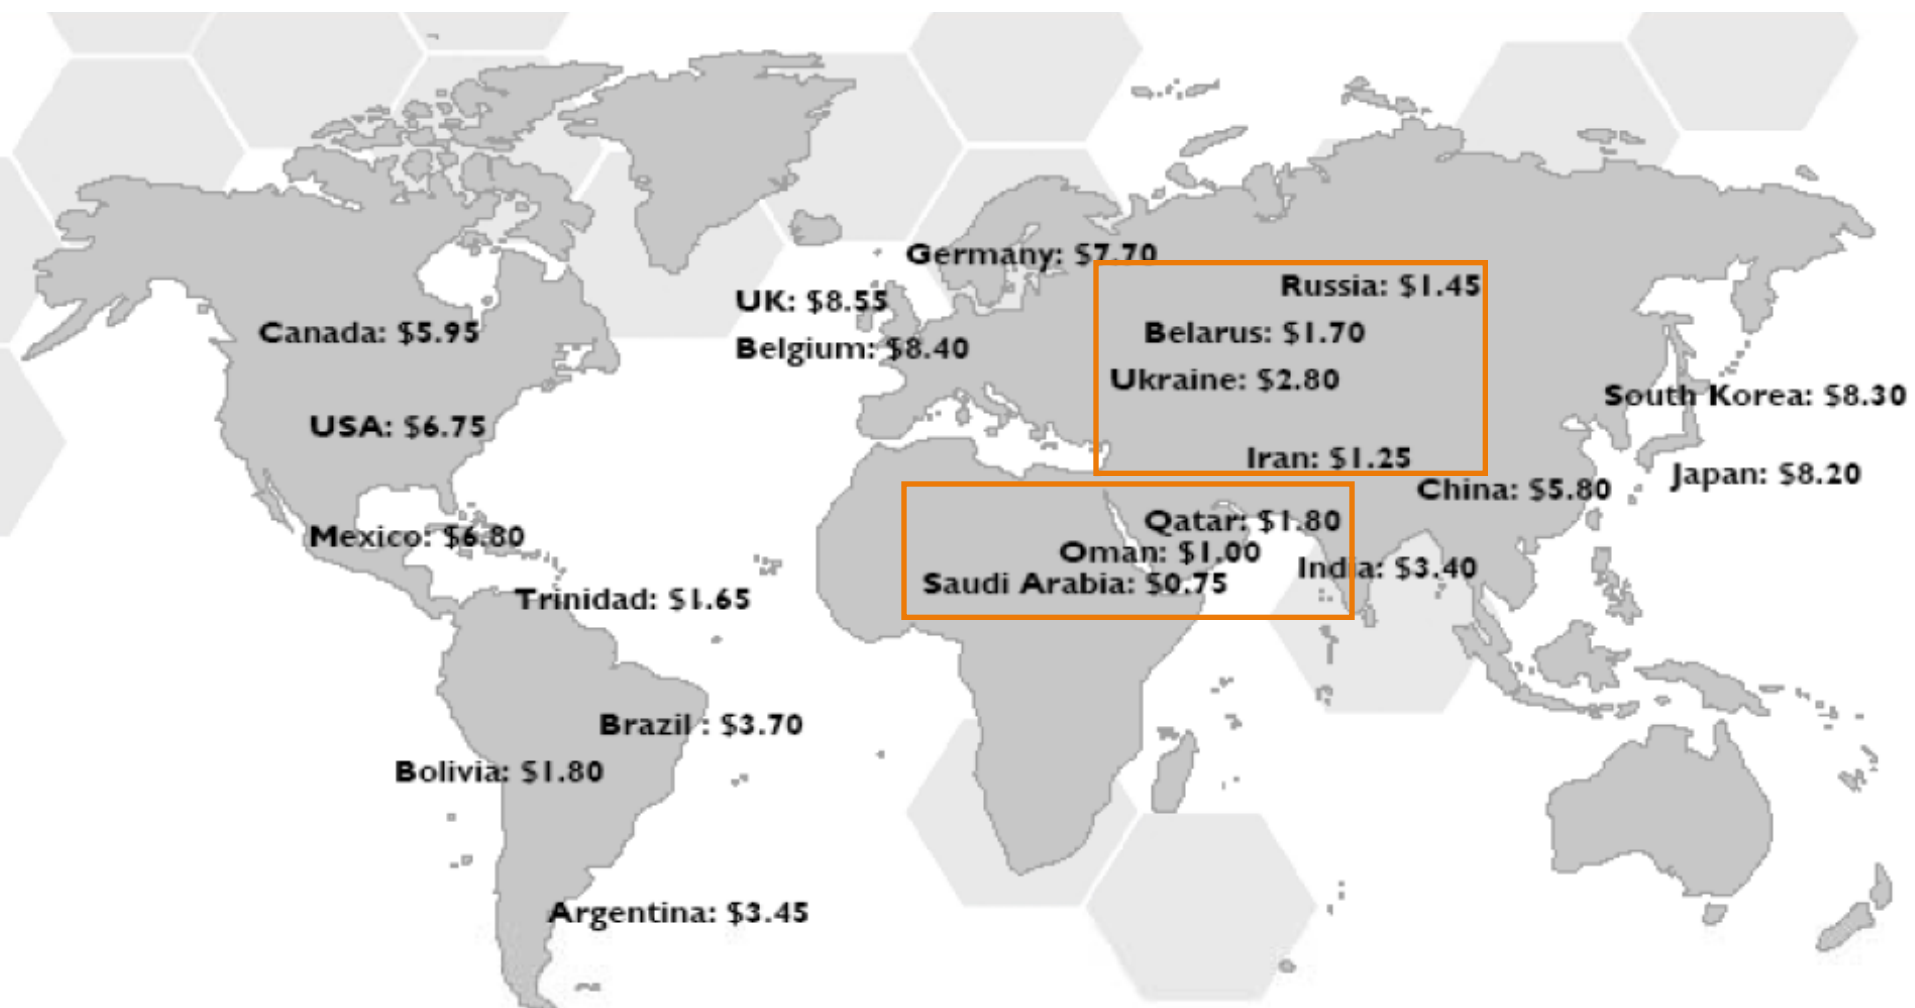 Germany: $7.70
Russia: $1.45
UK: $8.55
Canada: $5.95
Belarus: $1.70
Belgium: $8.40
Ukraine: $2.80
South Korea: $8.30
USA: $6.75
Iran: $1.25
Japan: $8.20
China: $5.80
Qatar: $1.80
Mexico: $6.80
Oman: $1.00
India: $3.40
Saudi Arabia: $0.75
Trinidad: $1.65
Brazil : $3.70
Bolivia: $1.80
Argentina: $3.45